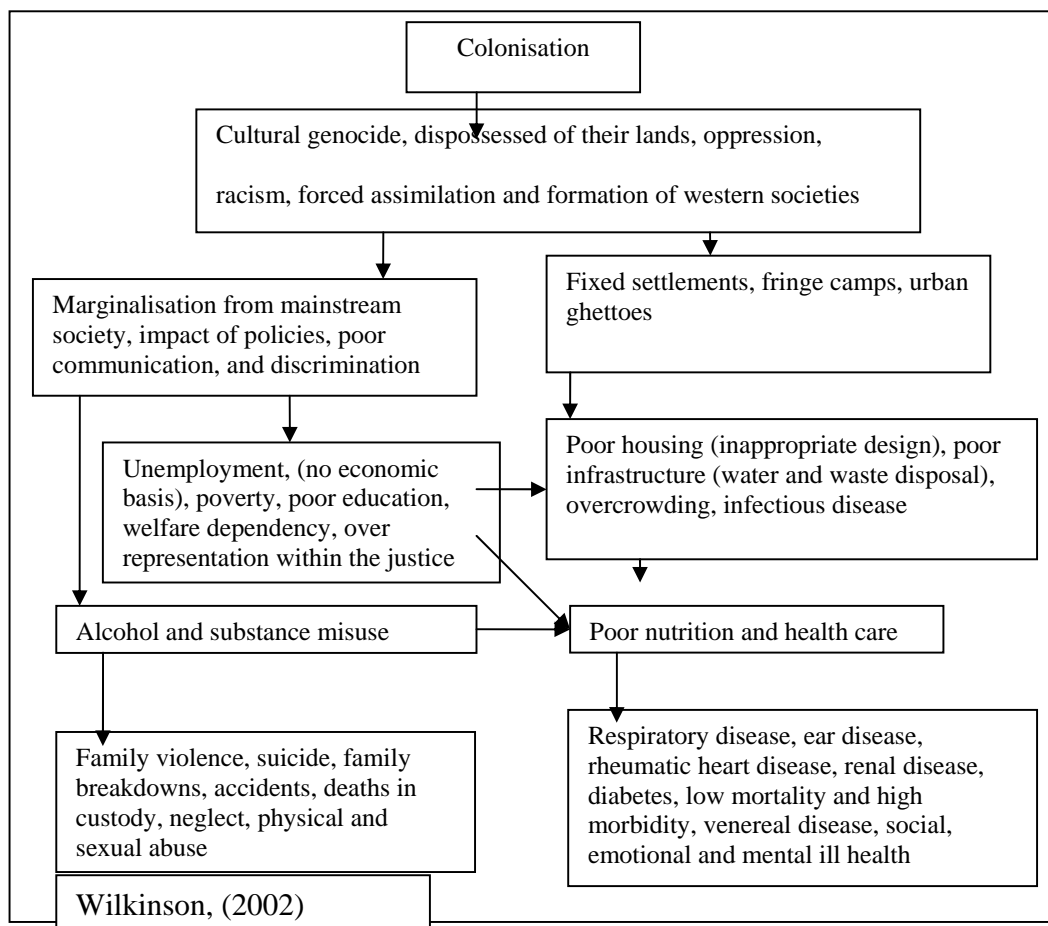 Colonisation
Cultural genocide, dispossessed of their lands, oppression,
racism, forced assimilation and formation of western societies
Marginalisation from mainstream
society, impact of policies, poor
communication, and discrimination
Fixed settlements, fringe camps, urban
ghettoes
Unemployment, (no economic
basis), poverty, poor education,
welfare dependency, over
representation within the justice
Poor housing (inappropriate design), poor
infrastructure (water and waste disposal),
overcrowding, infectious disease
Alcohol and substance misuse
Poor nutrition and health care
Family violence, suicide, family
breakdowns, accidents, deaths in
custody, neglect, physical and
sexual abuse
Respiratory disease, ear disease,
rheumatic heart disease, renal disease,
diabetes, low mortality and high
morbidity, venereal disease, social,
emotional and mental ill health
Wilkinson, (2002)